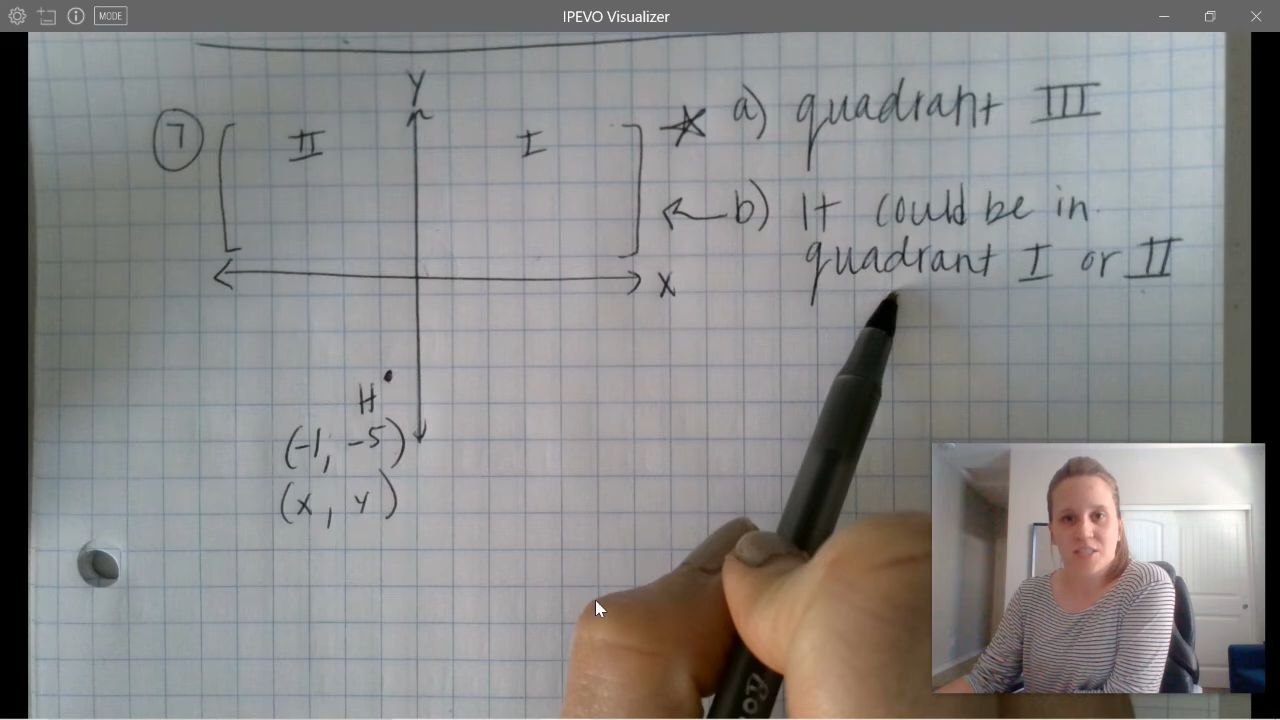 MODE
IPEVO Visualizer
7
Y
II
I
X
H
(-1, -5)
(x, y)
a) quadrant III
b) It could be in
quadrant I or II